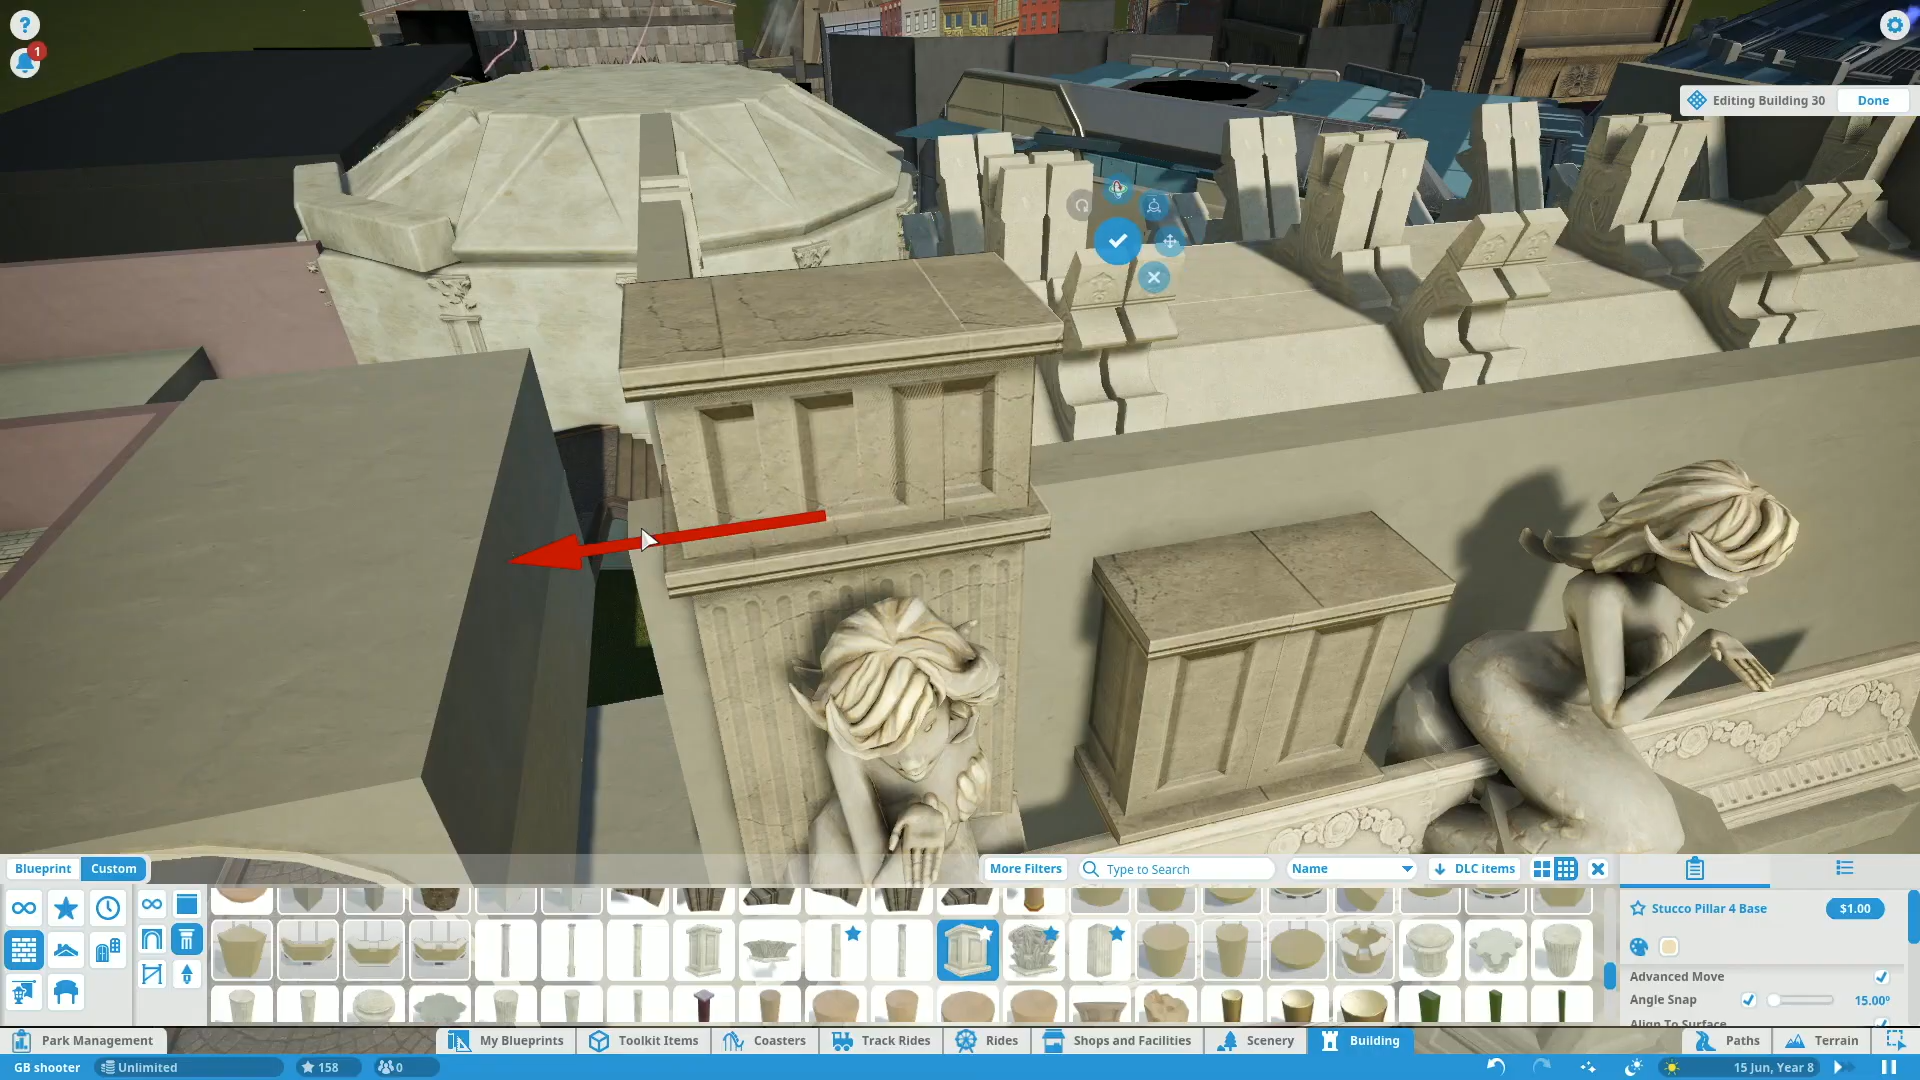 ?
1
Editing Building 30
Done
Blueprint
Custom
More Filters
Type to Search
Name
DLC items
Stucco Pillar 4 Base
$1.00
Advanced Move
Angle Snap
15.00°
Align To Surface
Park Management
My Blueprints
Toolkit Items
Coasters
Track Rides
Rides
Shops and Facilities
Scenery
Building
Paths
Terrain
GB shooter
Unlimited
158
0
15 Jun, Year 8